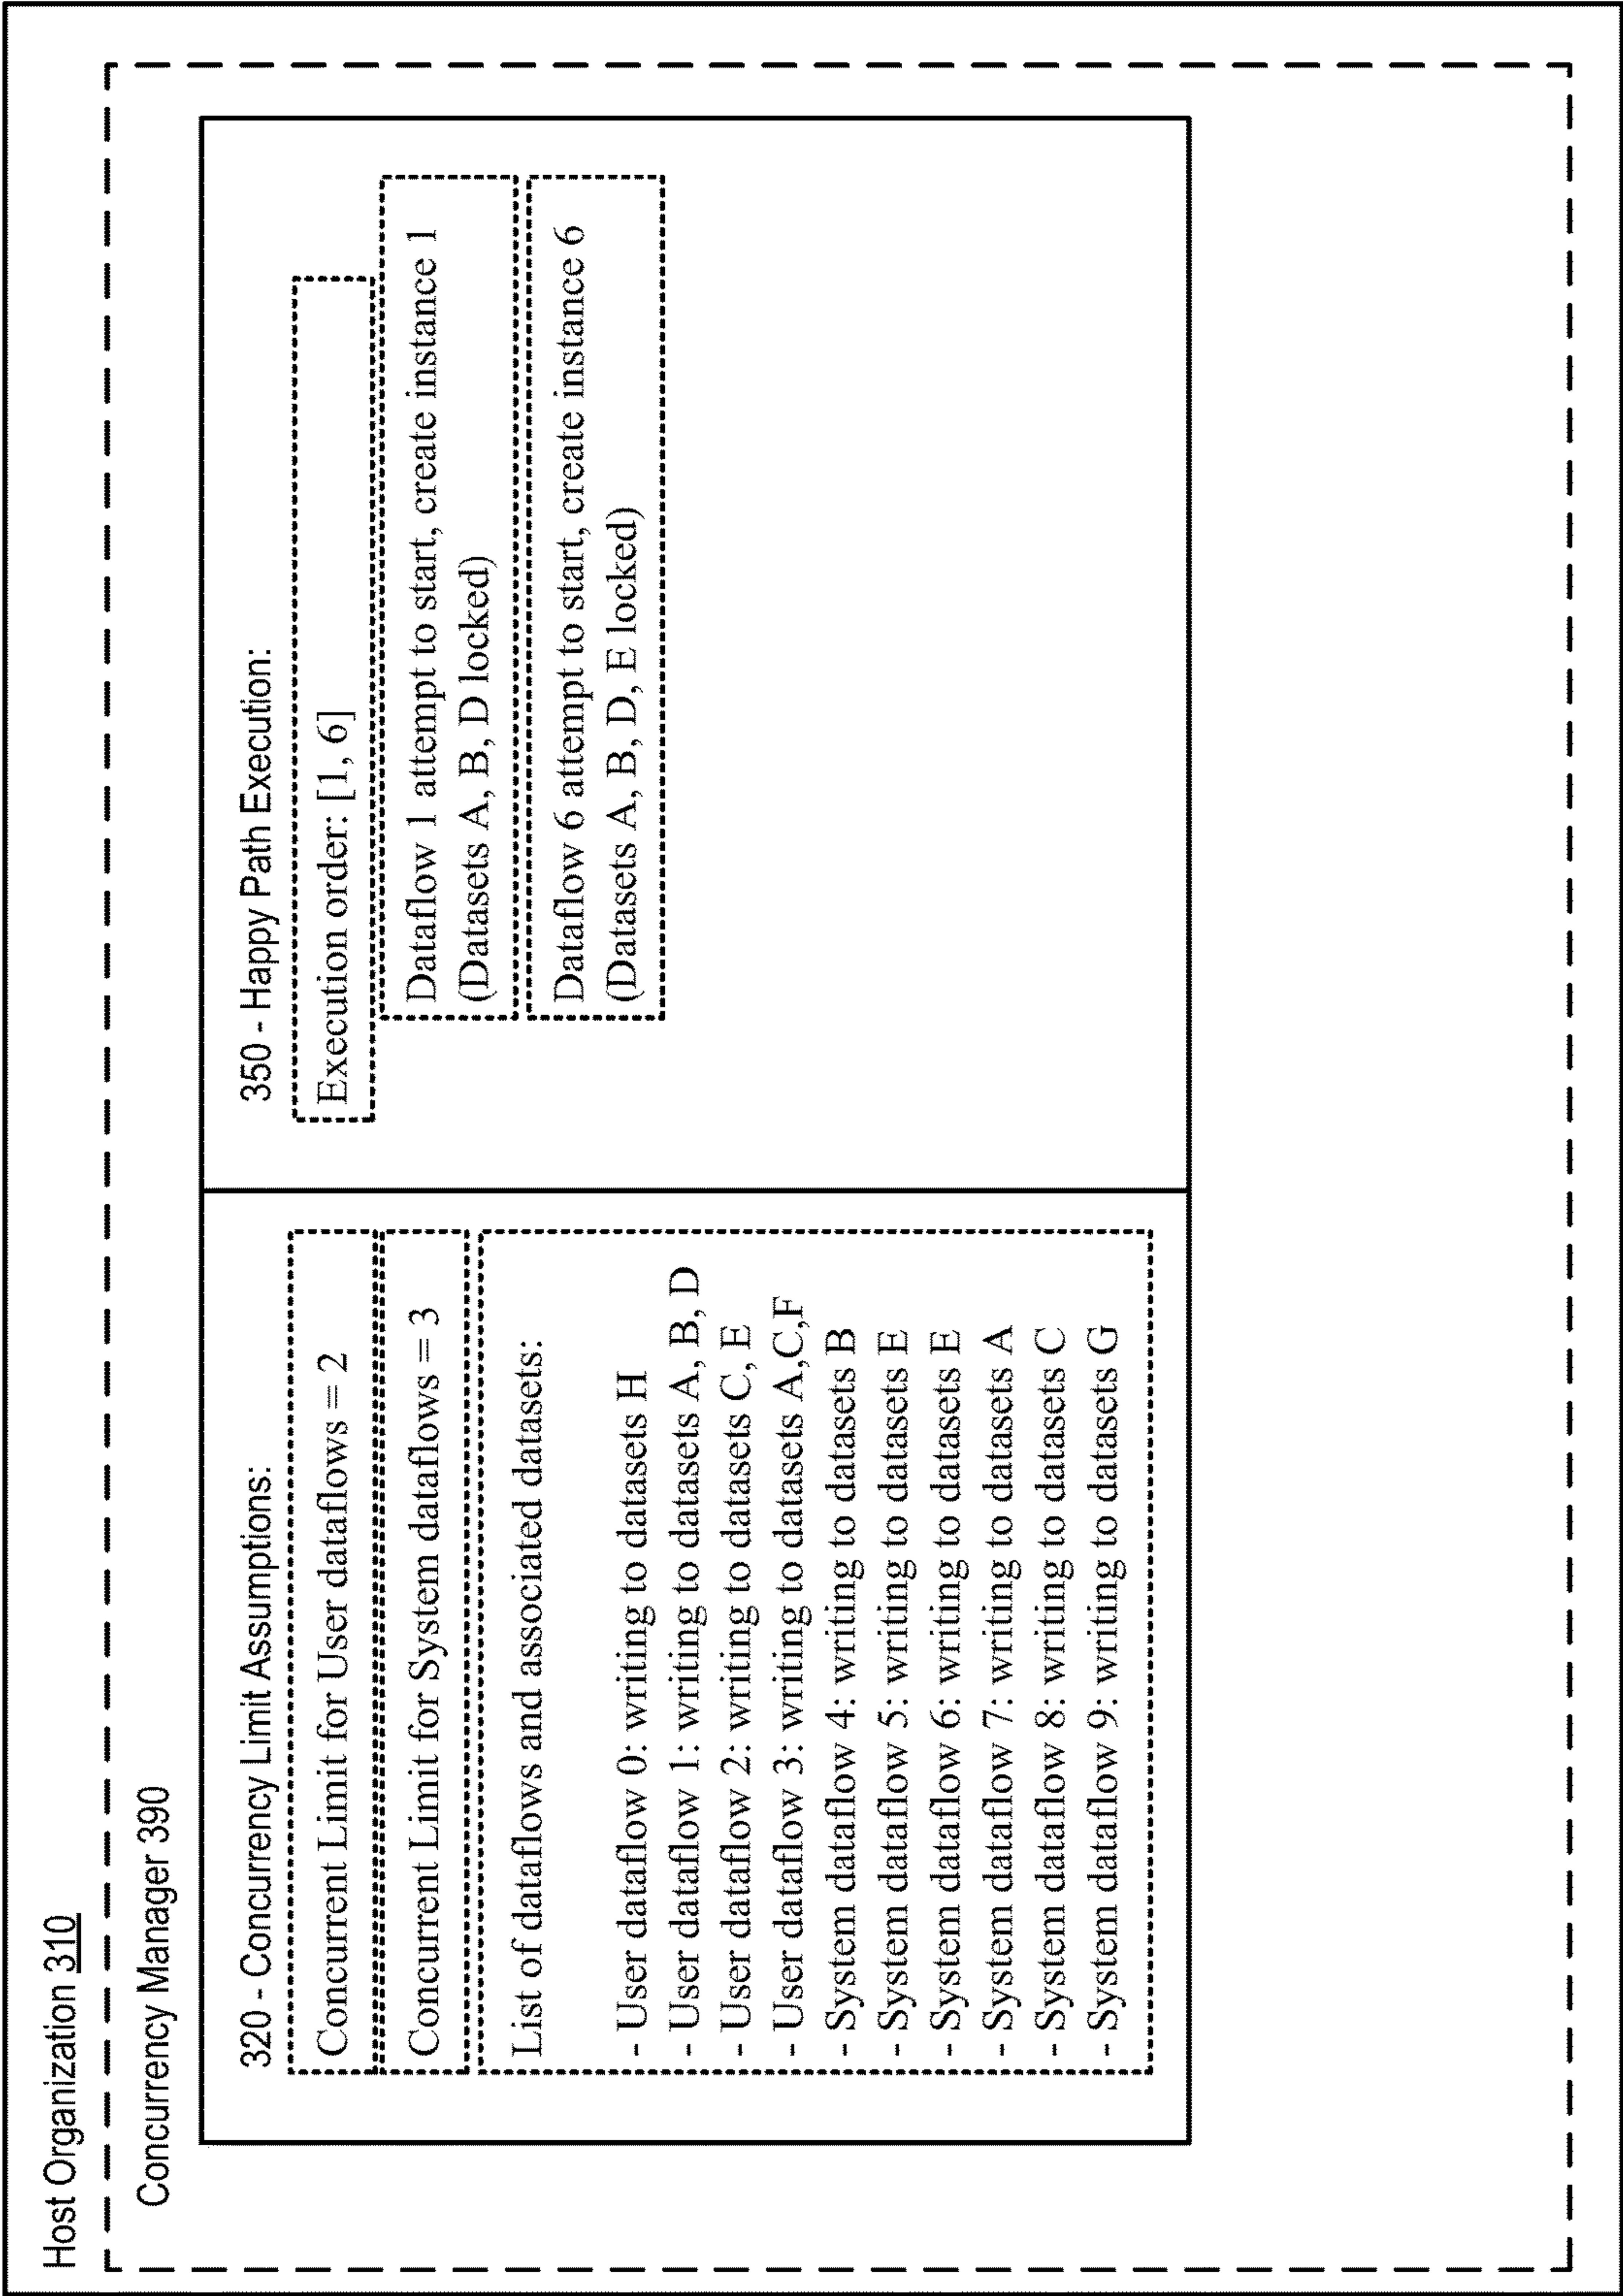 Host Organization 310
Concurrency Manager 390
320 - Concurrency Limit Assumptions:
Concurrent Limit for User dataflows = 2
Concurrent Limit for System dataflows = 3
List of dataflows and associated datasets:
- User dataflow 0: writing to datasets H
- User dataflow 1: writing to datasets A, B, D
- User dataflow 2: writing to datasets C, E
- User dataflow 3: writing to datasets A,C,F
- System dataflow 4: writing to datasets B
- System dataflow 5: writing to datasets E
- System dataflow 6: writing to datasets E
- System dataflow 7: writing to datasets A
- System dataflow 8: writing to datasets C
- System dataflow 9: writing to datasets G
350 - Happy Path Execution:
Execution order: [1, 6]
Dataflow 1 attempt to start, create instance 1
(Datasets A, B, D locked)
Dataflow 6 attempt to start, create instance 6
(Datasets A, B, D, E locked)